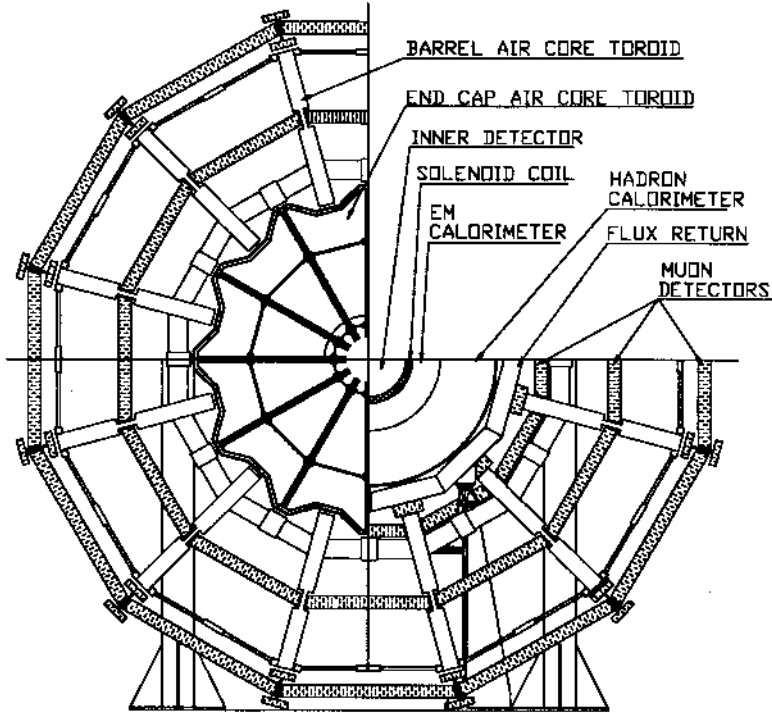 BARREL AIR CORE TOROID
END CAP AIR CORE TOROID
INNER DETECTOR
SOLENOID COIL
HADRON
CALORIMETER
EM
CALORIMETER
FLUX RETURN
MUON
DETECTORS